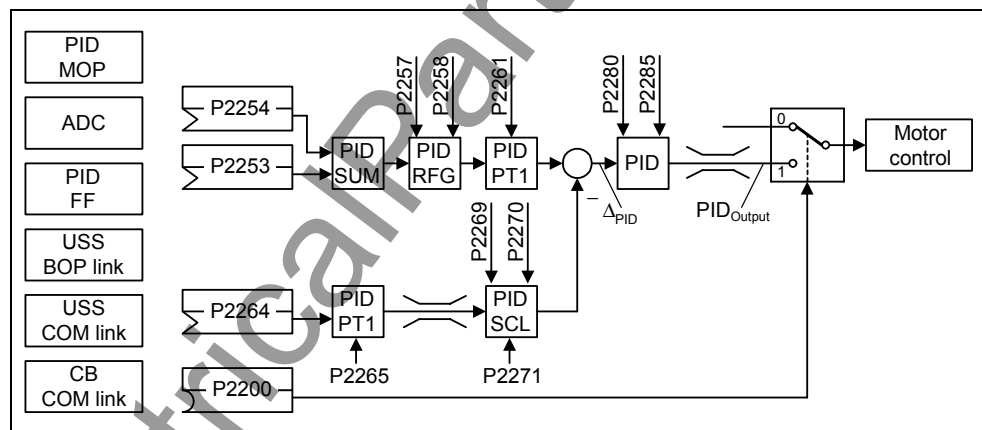 PID
MOP
ADC
PID
FF
USS
BOP link
USS
COM link
CB
COM link
P2254
P2253
P2264
P2200
P2257
P2258
P2261
P2280
P2285
PID
SUM
PID
RFG
PID
PT1
PID
0
1
Motor
control
− ΔPID
PIDOutput
P2269
P2270
PID
PT1
PID
SCL
P2265
P2271